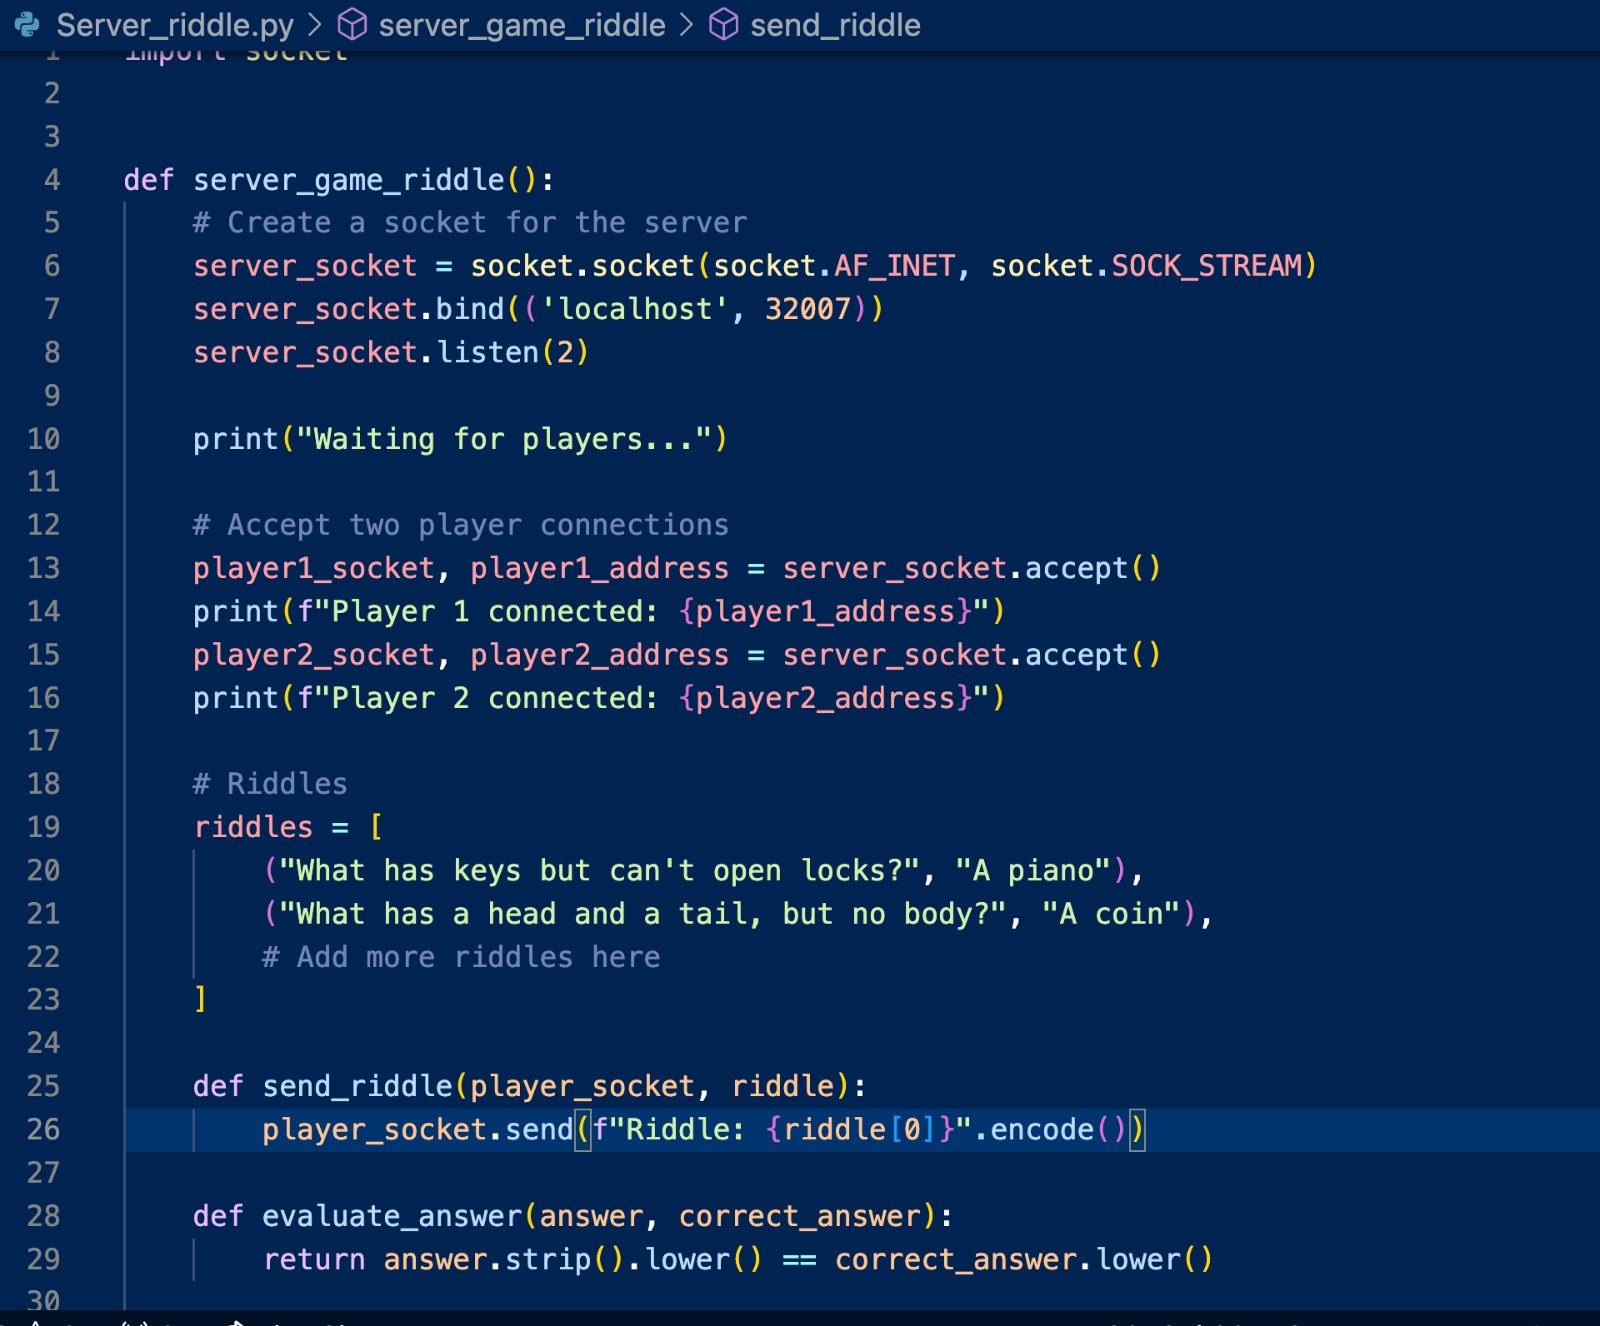 Server_riddle.py > server_game_riddle > send_riddle
1 import socket
2
3
4 def server_game_riddle():
5     # Create a socket for the server
6     server_socket = socket.socket(socket.AF_INET, socket.SOCK_STREAM)
7     server_socket.bind(('localhost', 32007))
8     server_socket.listen(2)
9
10     print("Waiting for players...")
11
12     # Accept two player connections
13     player1_socket, player1_address = server_socket.accept()
14     print(f"Player 1 connected: {player1_address}")
15     player2_socket, player2_address = server_socket.accept()
16     print(f"Player 2 connected: {player2_address}")
17
18     # Riddles
19     riddles = [
20         ("What has keys but can't open locks?", "A piano"),
21         ("What has a head and a tail, but no body?", "A coin"),
22         # Add more riddles here
23     ]
24
25     def send_riddle(player_socket, riddle):
26         player_socket.send(f"Riddle: {riddle[0]}".encode())
27
28     def evaluate_answer(answer, correct_answer):
29         return answer.strip().lower() == correct_answer.lower()
30